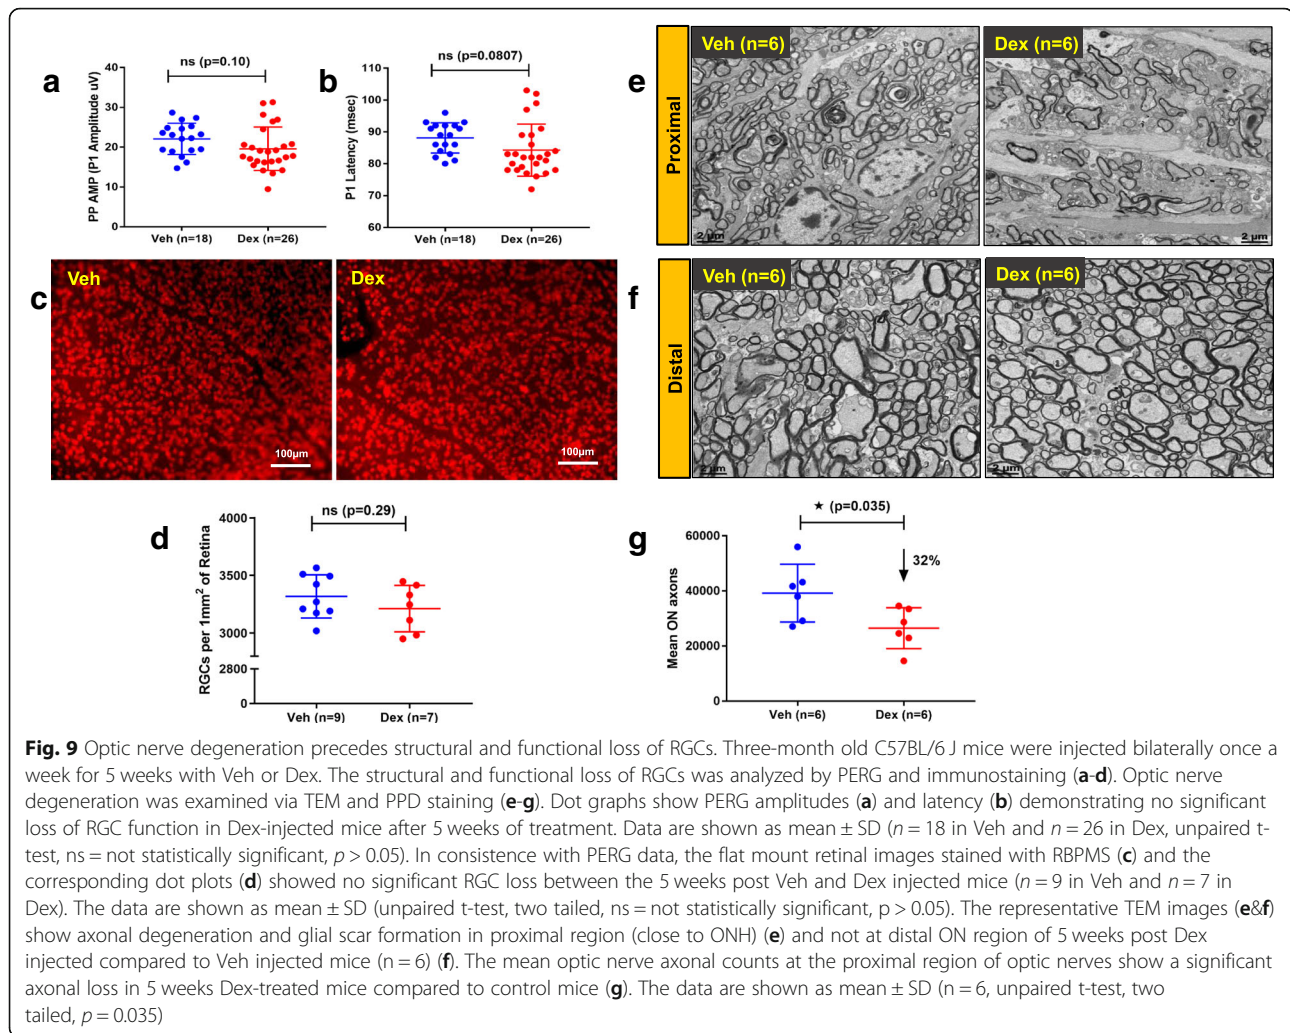 a
ns (p=0.10)
PP AMP (P1 Amplitude uV)
40
30
20
10
0
Veh (n=18)
Dex (n=26)
b
ns (p=0.0807)
P1 Latency (msec)
110
100
90
80
70
60
Veh (n=18)
Dex (n=26)
c
Veh
100µm
Dex
100µm
d
ns (p=0.29)
RGCs per 1mm² of Retina
4000
3500
3000
2800
0
Veh (n=9)
Dex (n=7)
e
Proximal
Veh (n=6)
2 µm
Dex (n=6)
2 µm
f
Distal
Veh (n=6)
2 µm
Dex (n=6)
2 µm
g
★ (p=0.035)
32%
Mean ON axons
60000
40000
20000
0
Veh (n=6)
Dex (n=6)
Fig. 9 Optic nerve degeneration precedes structural and functional loss of RGCs. Three-month old C57BL/6 J mice were injected bilaterally once a
week for 5 weeks with Veh or Dex. The structural and functional loss of RGCs was analyzed by PERG and immunostaining (a-d). Optic nerve
degeneration was examined via TEM and PPD staining (e-g). Dot graphs show PERG amplitudes (a) and latency (b) demonstrating no significant
loss of RGC function in Dex-injected mice after 5 weeks of treatment. Data are shown as mean ± SD (n = 18 in Veh and n = 26 in Dex, unpaired t-
test, ns = not statistically significant, p > 0.05). In consistence with PERG data, the flat mount retinal images stained with RBPMS (c) and the
corresponding dot plots (d) showed no significant RGC loss between the 5 weeks post Veh and Dex injected mice (n = 9 in Veh and n = 7 in
Dex). The data are shown as mean ± SD (unpaired t-test, two tailed, ns = not statistically significant, p > 0.05). The representative TEM images (e&f)
show axonal degeneration and glial scar formation in proximal region (close to ONH) (e) and not at distal ON region of 5 weeks post Dex
injected compared to Veh injected mice (n = 6) (f). The mean optic nerve axonal counts at the proximal region of optic nerves show a significant
axonal loss in 5 weeks Dex-treated mice compared to control mice (g). The data are shown as mean ± SD (n = 6, unpaired t-test, two
tailed, p = 0.035)